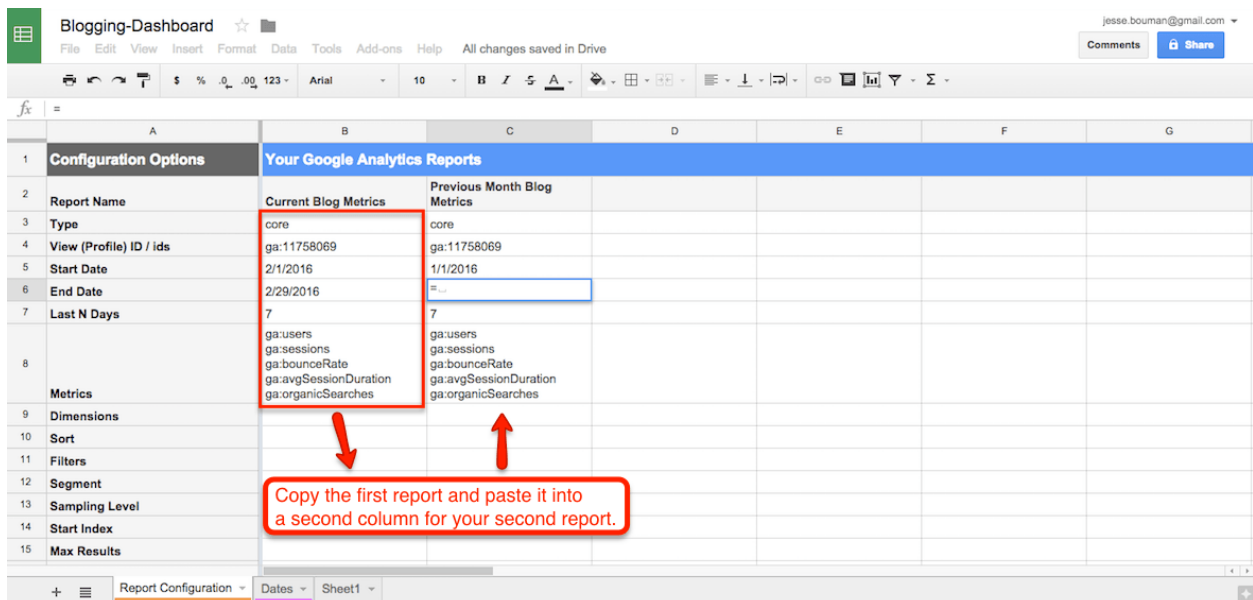 Blogging-Dashboard
jesse.bouman@gmail.com
File Edit View Insert Format Data Tools Add-ons Help All changes saved in Drive
Comments Share
$ % .0 .00 123 Arial 10 B I S A Σ
fx =
A B C D E F G
1 Configuration Options Your Google Analytics Reports
2 Report Name Current Blog Metrics Previous Month Blog
Metrics
3 Type core core
4 View (Profile) ID / ids ga:11758069 ga:11758069
5 Start Date 2/1/2016 1/1/2016
6 End Date 2/29/2016 =
7 Last N Days 7 7
8 Metrics
ga:users ga:users
ga:sessions ga:sessions
ga:bounceRate ga:bounceRate
ga:avgSessionDuration ga:avgSessionDuration
ga:organicSearches ga:organicSearches
9 Dimensions
10 Sort
11 Filters
12 Segment
13 Sampling Level
14 Start Index
15 Max Results
Copy the first report and paste it into
a second column for your second report.
+ Report Configuration Dates Sheet1